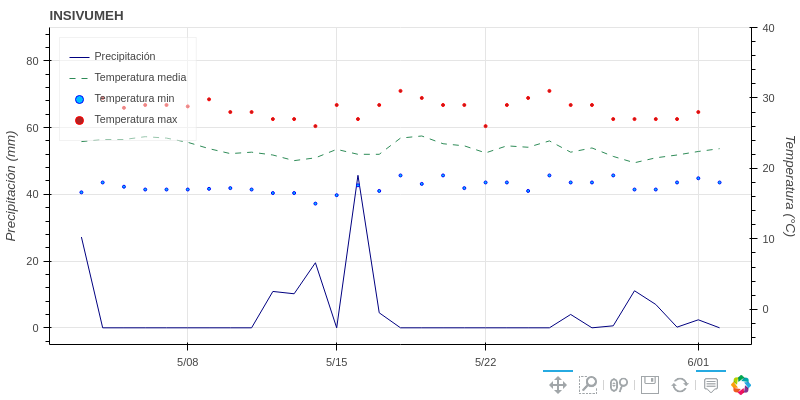 INSIVUMEH
Precipitación
Temperatura media
Temperatura min
Temperatura max
Precipitación (mm)
80
60
40
20
0
Temperatura (°C)
40
30
20
10
0
5/08
5/15
5/22
6/01